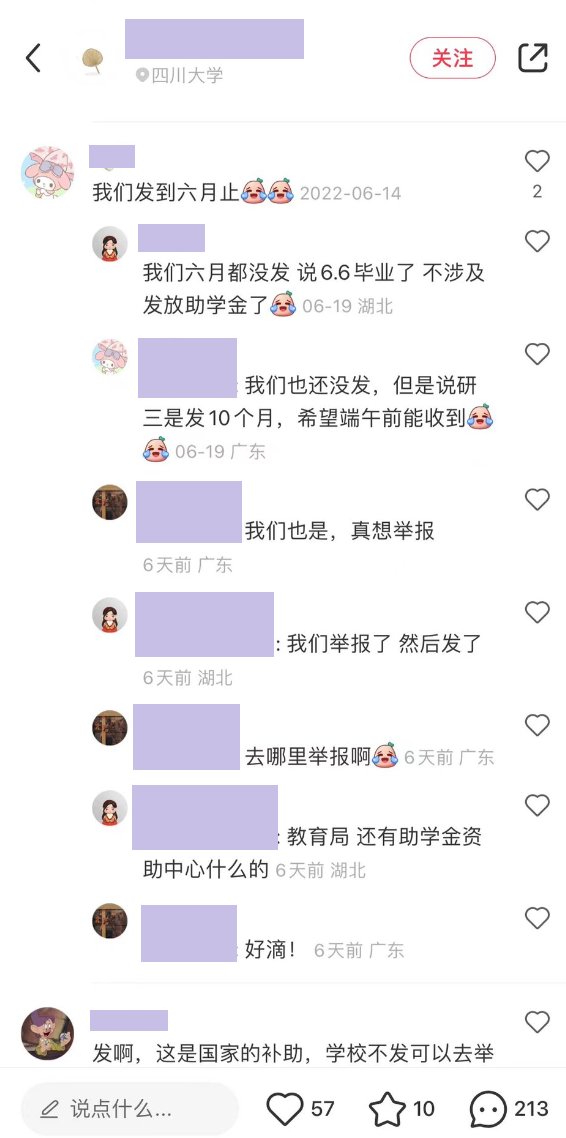 关注
四川大学
我们发到六月止 2022-06-14
2
我们六月都没发 说6.6毕业了 不涉及
发放助学金了 06-19 湖北
我们也还没发，但是说研
三是发10个月，希望端午前能收到
06-19 广东
我们也是，真想举报
6天前 广东
: 我们举报了 然后发了
6天前 湖北
去哪里举报啊 6天前 广东
: 教育局 还有助学金资
助中心什么的 6天前 湖北
好滴！ 6天前 广东
发啊，这是国家的补助，学校不发可以去举
说点什么...
57
10
213